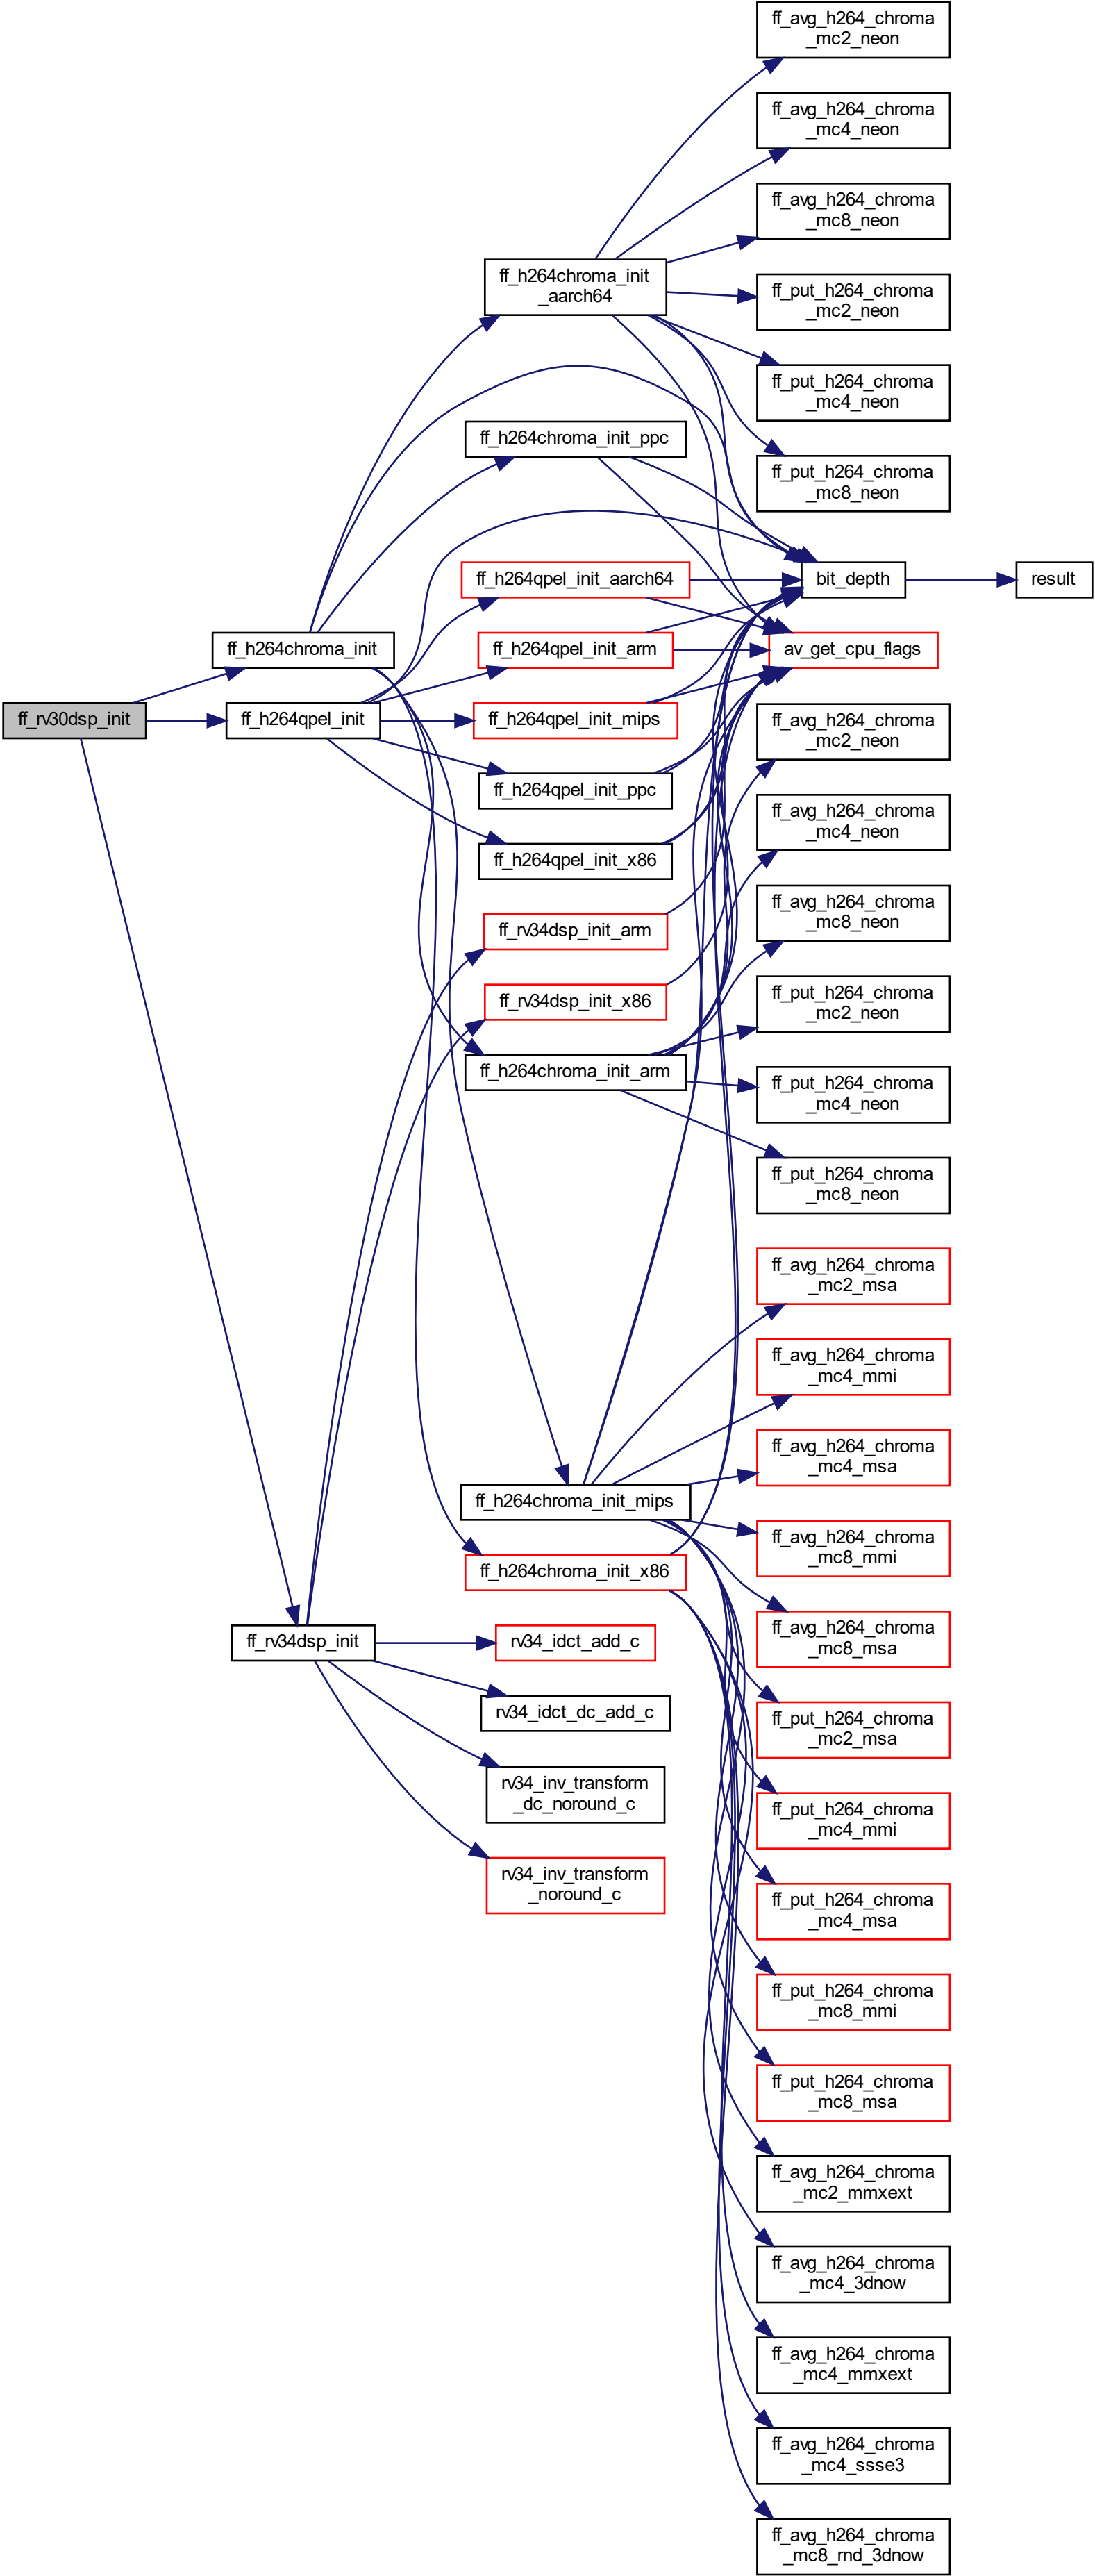 ff_rv30dsp_init
ff_h264chroma_init
ff_h264qpel_init
ff_rv34dsp_init
ff_h264chroma_init
_aarch64
ff_h264chroma_init_ppc
ff_h264qpel_init_aarch64
ff_h264qpel_init_arm
ff_h264qpel_init_mips
ff_h264qpel_init_ppc
ff_h264qpel_init_x86
ff_rv34dsp_init_arm
ff_rv34dsp_init_x86
ff_h264chroma_init_arm
ff_h264chroma_init_mips
ff_h264chroma_init_x86
rv34_idct_add_c
rv34_idct_dc_add_c
rv34_inv_transform
_dc_noround_c
rv34_inv_transform
_noround_c
ff_avg_h264_chroma
_mc2_neon
ff_avg_h264_chroma
_mc4_neon
ff_avg_h264_chroma
_mc8_neon
ff_put_h264_chroma
_mc2_neon
ff_put_h264_chroma
_mc4_neon
ff_put_h264_chroma
_mc8_neon
bit_depth
av_get_cpu_flags
ff_avg_h264_chroma
_mc2_neon
ff_avg_h264_chroma
_mc4_neon
ff_avg_h264_chroma
_mc8_neon
ff_put_h264_chroma
_mc2_neon
ff_put_h264_chroma
_mc4_neon
ff_put_h264_chroma
_mc8_neon
ff_avg_h264_chroma
_mc2_msa
ff_avg_h264_chroma
_mc4_mmi
ff_avg_h264_chroma
_mc4_msa
ff_avg_h264_chroma
_mc8_mmi
ff_avg_h264_chroma
_mc8_msa
ff_put_h264_chroma
_mc2_msa
ff_put_h264_chroma
_mc4_mmi
ff_put_h264_chroma
_mc4_msa
ff_put_h264_chroma
_mc8_mmi
ff_put_h264_chroma
_mc8_msa
ff_avg_h264_chroma
_mc2_mmxext
ff_avg_h264_chroma
_mc4_3dnow
ff_avg_h264_chroma
_mc4_mmxext
ff_avg_h264_chroma
_mc4_ssse3
ff_avg_h264_chroma
_mc8_rnd_3dnow
result